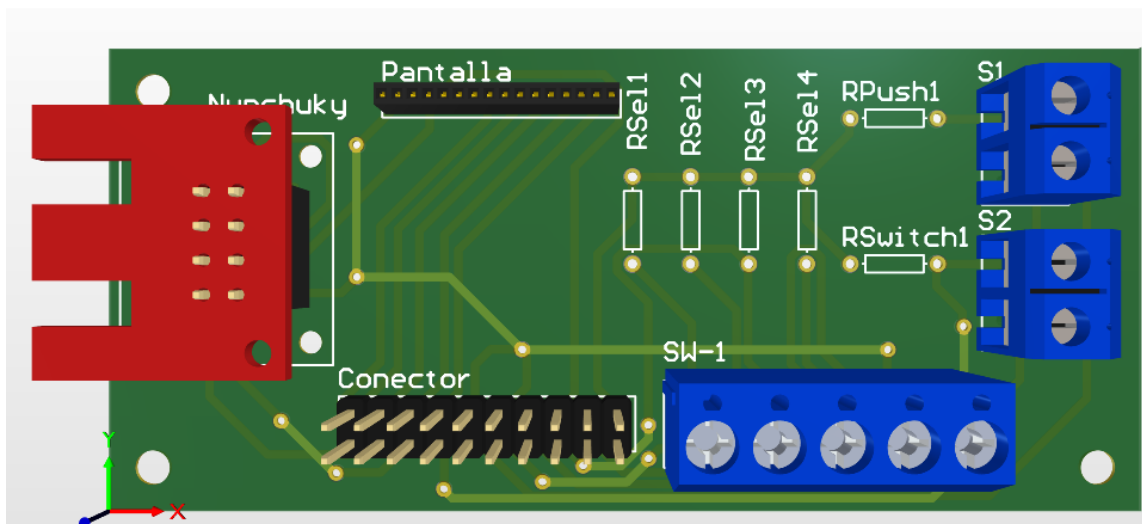 Pantalla
Nunchuky
RSel1
RSel2
RSel3
RSel4
RPush1
S1
S2
RSwitch1
SW-1
Conector
Y
X